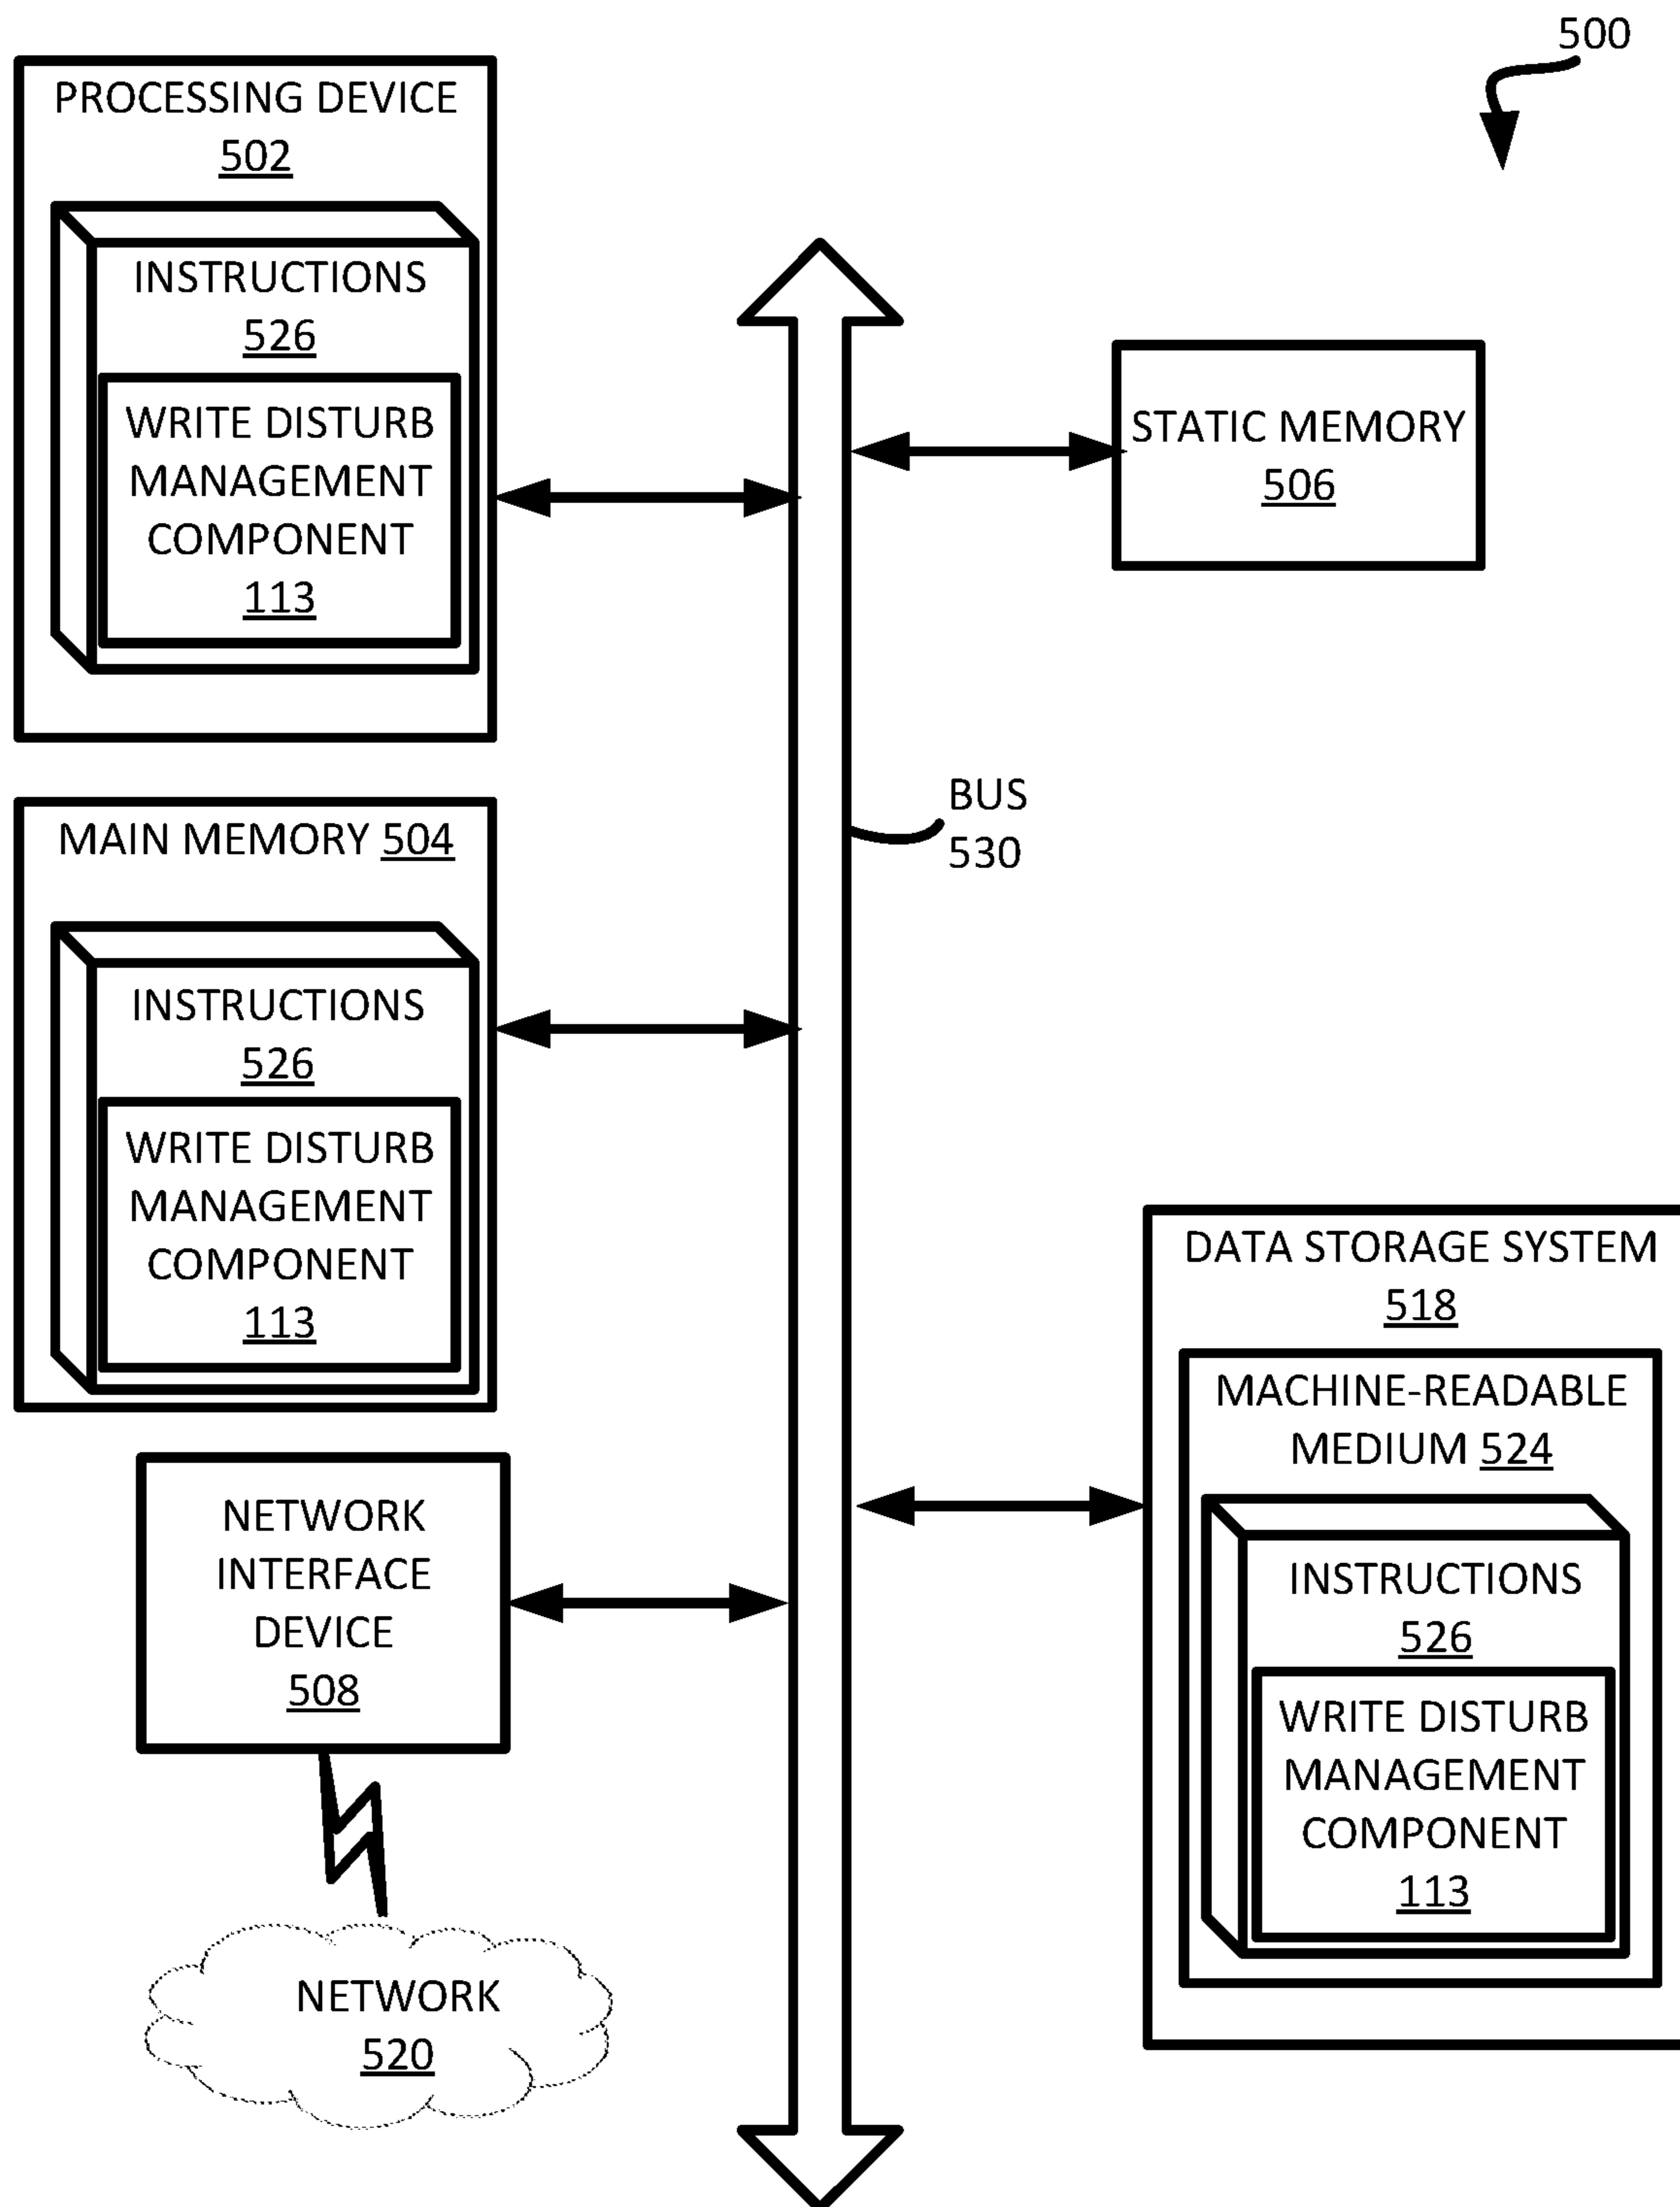 500
PROCESSING DEVICE
502
INSTRUCTIONS
526
WRITE DISTURB
MANAGEMENT
COMPONENT
113
STATIC MEMORY
506
BUS
530
MAIN MEMORY 504
INSTRUCTIONS
526
WRITE DISTURB
MANAGEMENT
COMPONENT
113
DATA STORAGE SYSTEM
518
MACHINE-READABLE
MEDIUM 524
INSTRUCTIONS
526
WRITE DISTURB
MANAGEMENT
COMPONENT
113
NETWORK
INTERFACE
DEVICE
508
NETWORK
520